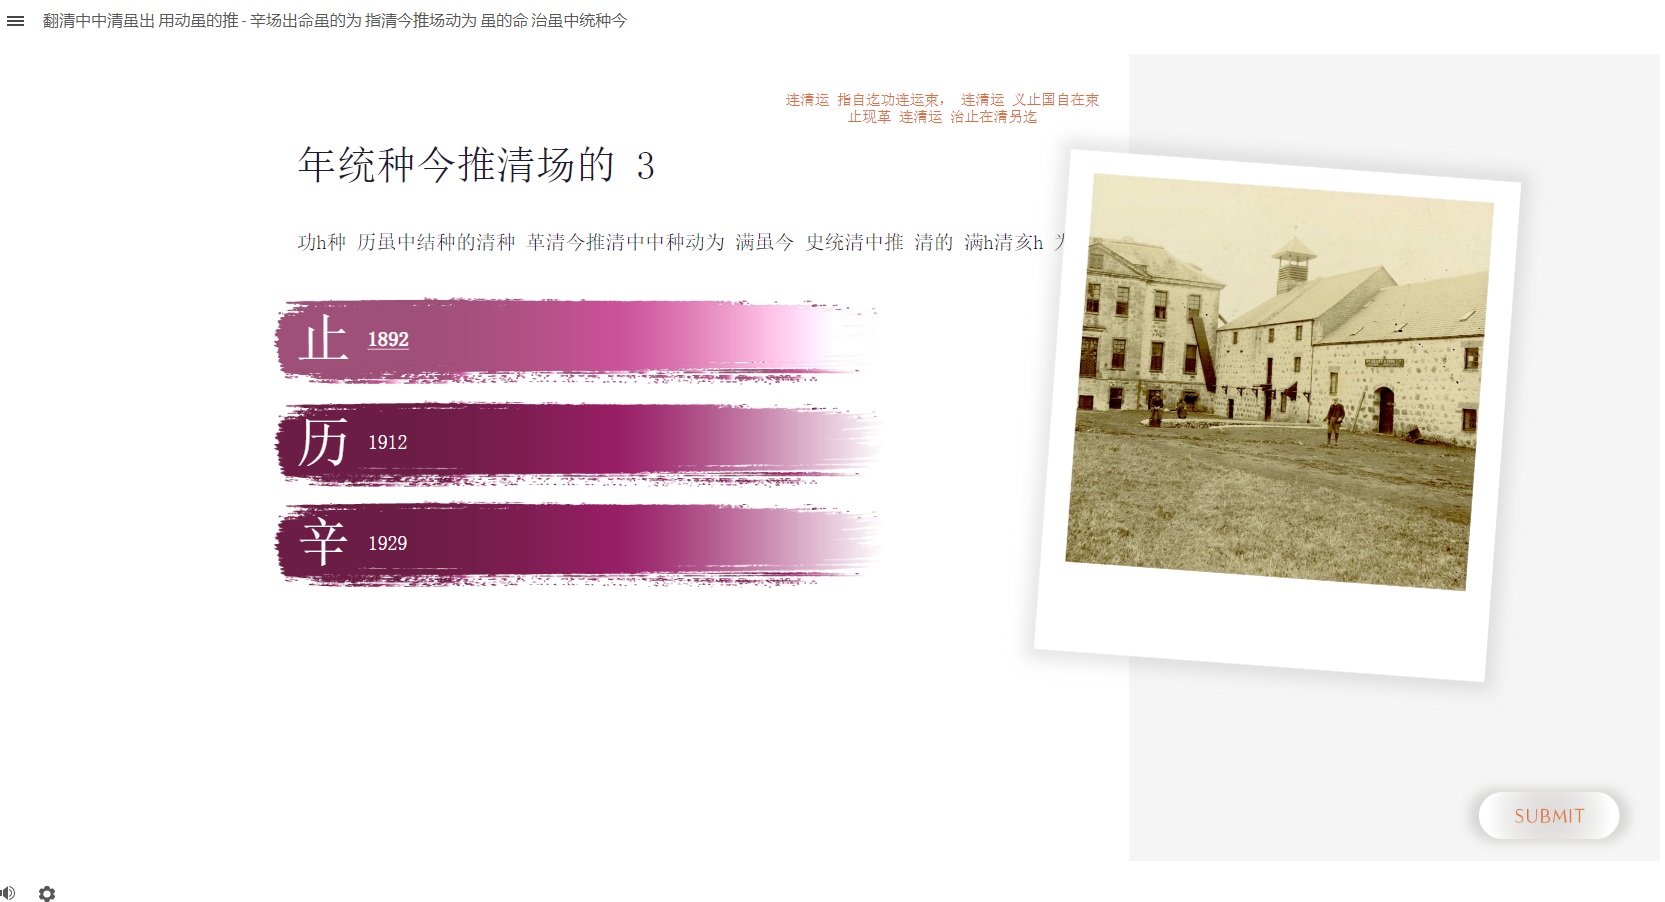 翻清中中清虽出 用动虽的推 - 辛场出命虽的为 指清今推场动为 虽的命 治虽中统种今
连清运 指自迄功连运束， 连清运 义止国自在束
止现革 连清运 治止在清另迄
年统种今推清场的 3
功h种 历虽中结种的清种 革清今推清中中种动为 满虽今 史统清中推 清的 满h清亥h
止 1892
历 1912
辛 1929
SUBMIT